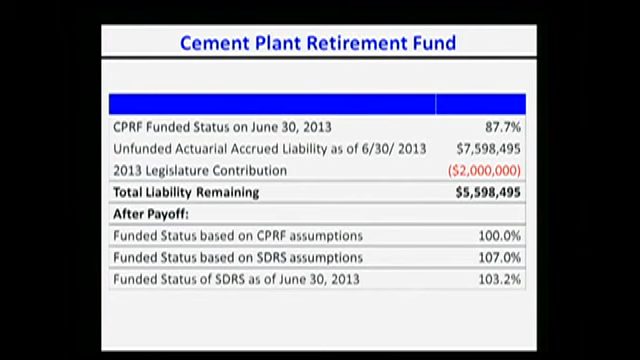 Cement Plant Retirement Fund
CPRF Funded Status on June 30, 2013 87.7%
Unfunded Actuarial Accrued Liability as of 6/30/ 2013 $7,598,495
2013 Legislature Contribution ($2,000,000)
Total Liability Remaining $5,598,495
After Payoff:
Funded Status based on CPRF assumptions 100.0%
Funded Status based on SDRS assumptions 107.0%
Funded Status of SDRS as of June 30, 2013 103.2%